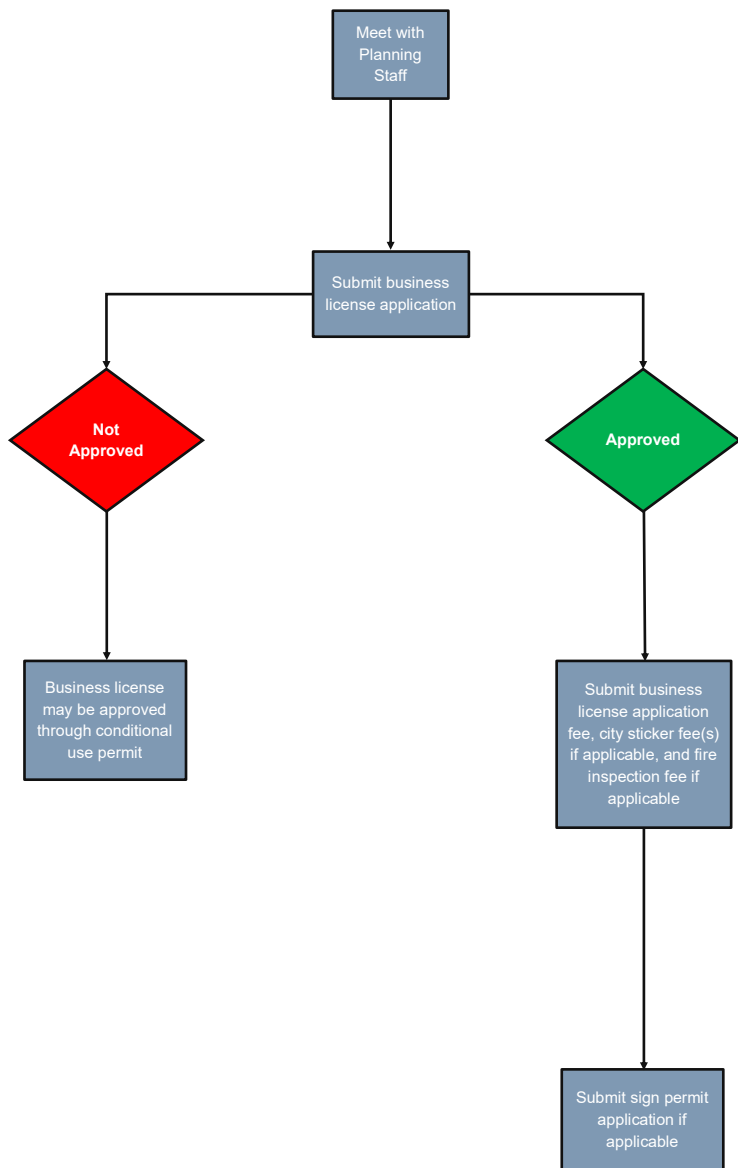 Meet with
Planning
Staff
Submit business
license application
Not
Approved
Approved
Business license
may be approved
through conditional
use permit
Submit business
license application
fee, city sticker fee(s)
if applicable, and fire
inspection fee if
applicable
Submit sign permit
application if
applicable